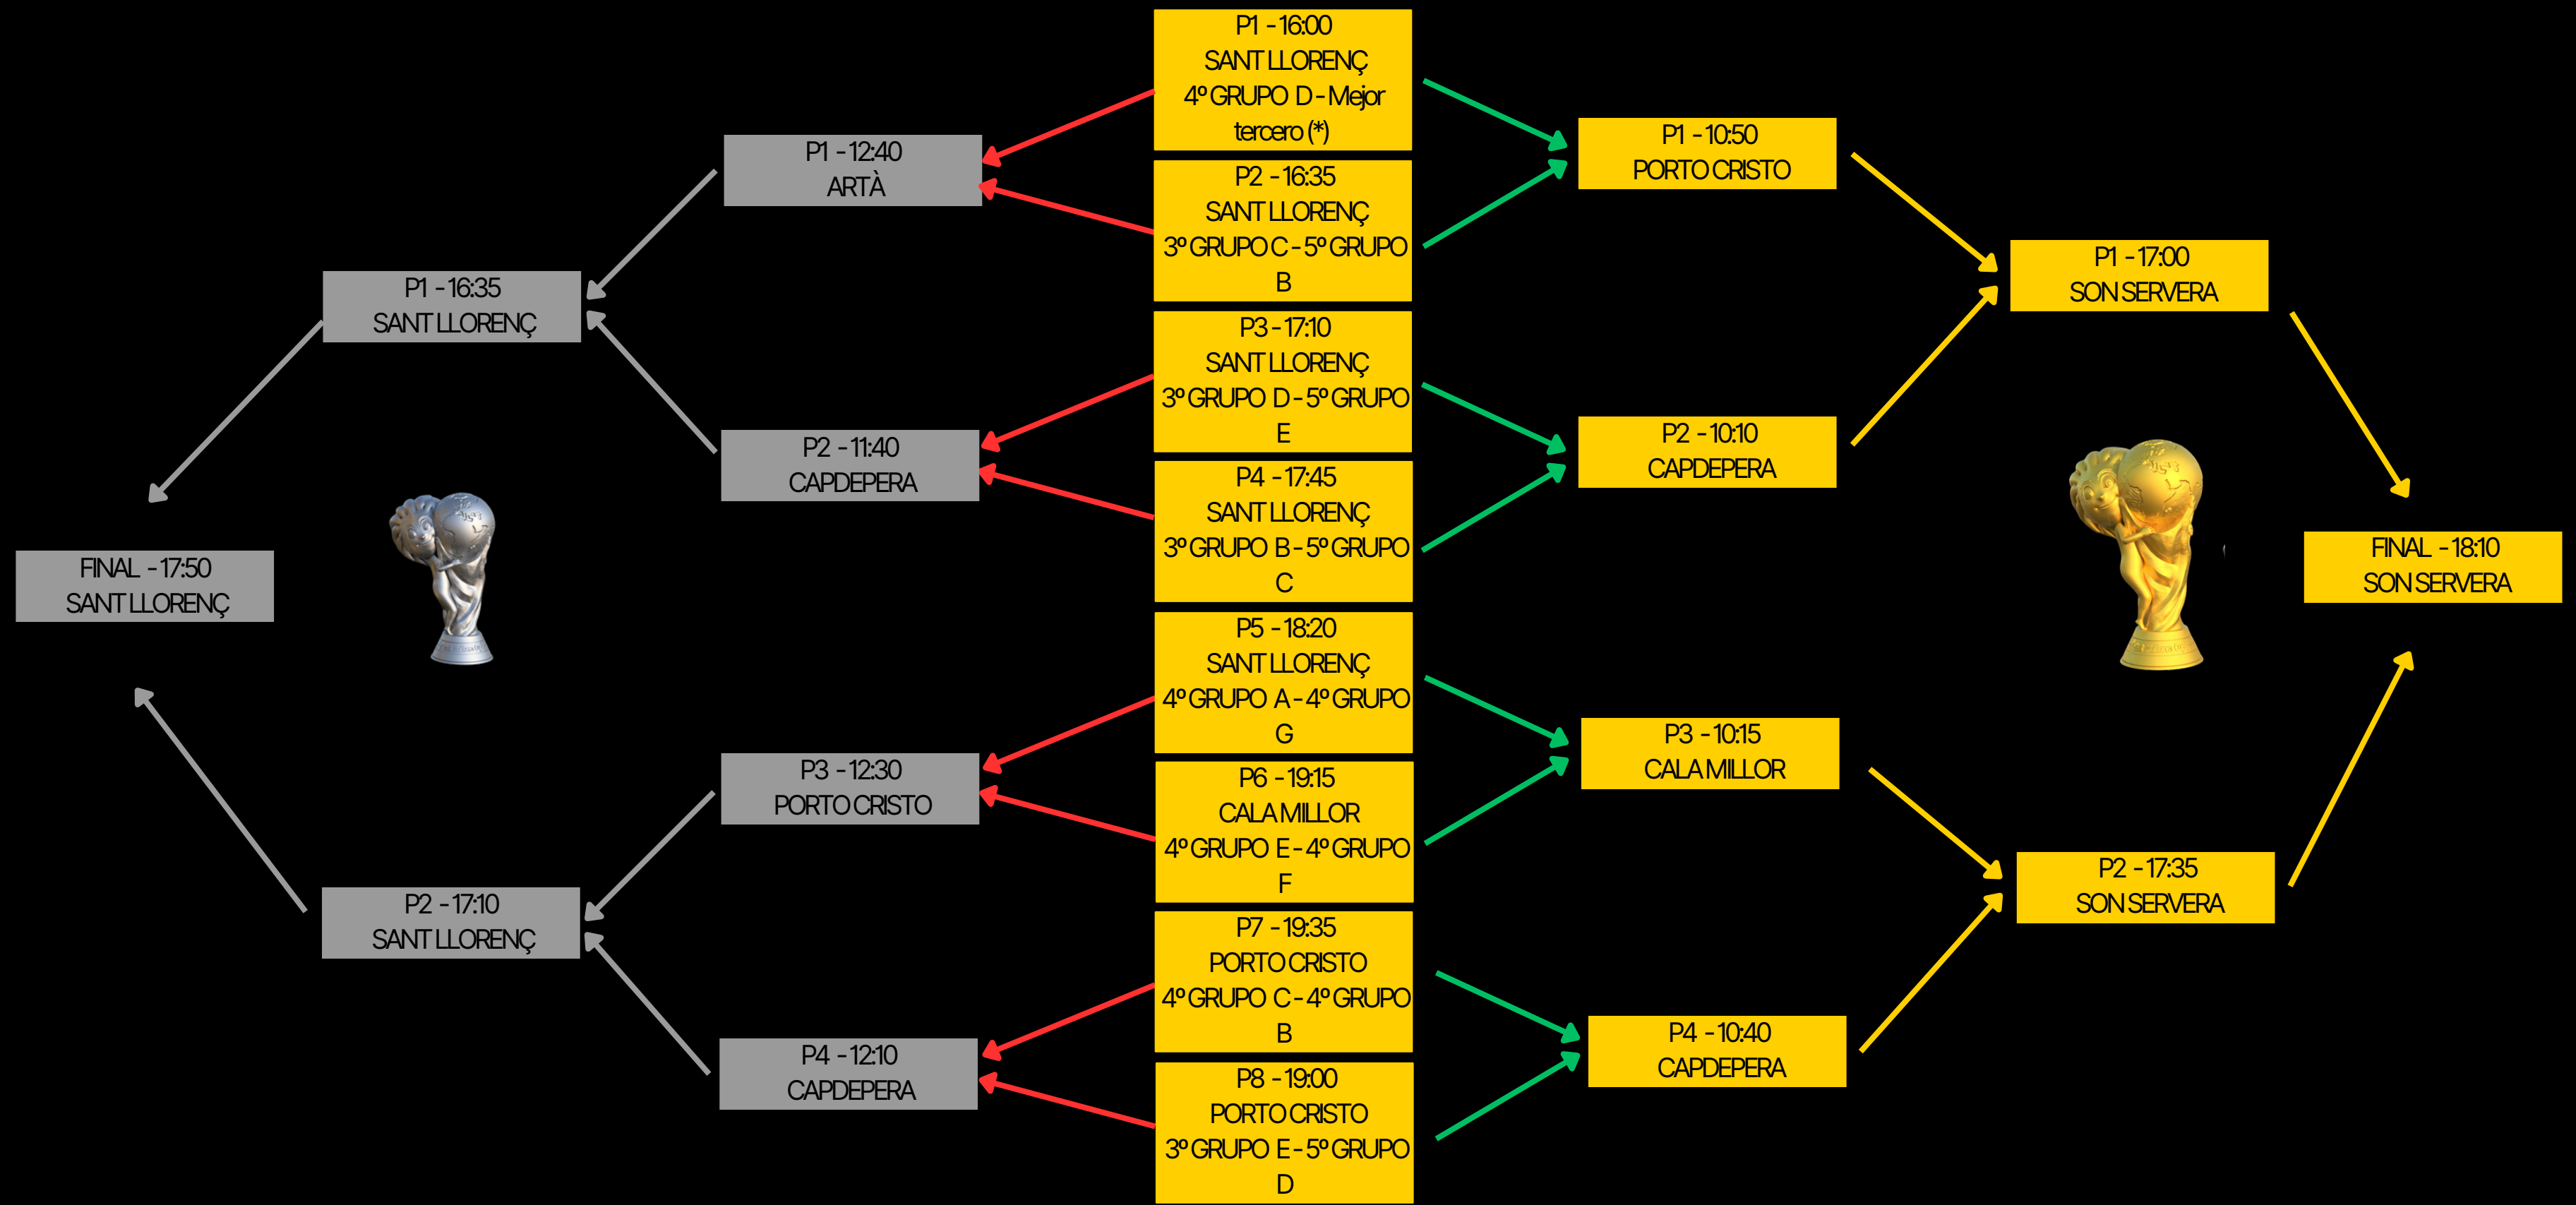 P1 - 16:00
SANT LLORENÇ
4º GRUPO D - Mejor
tercero (*)
P2 - 16:35
SANT LLORENÇ
3º GRUPO C - 5º GRUPO
B
P3 - 17:10
SANT LLORENÇ
3º GRUPO D - 5º GRUPO
E
P4 - 17:45
SANT LLORENÇ
3º GRUPO B - 5º GRUPO
C
P5 - 18:20
SANT LLORENÇ
4º GRUPO A - 4º GRUPO
G
P6 - 19:15
CALA MILLOR
4º GRUPO E - 4º GRUPO
F
P7 - 19:35
PORTO CRISTO
4º GRUPO C - 4º GRUPO
B
P8 - 19:00
PORTO CRISTO
3º GRUPO E - 5º GRUPO
D
P1 - 12:40
ARTÀ
P2 - 11:40
CAPDEPERA
P3 - 12:30
PORTO CRISTO
P4 - 12:10
CAPDEPERA
P1 - 16:35
SANT LLORENÇ
P2 - 17:10
SANT LLORENÇ
FINAL - 17:50
SANT LLORENÇ
P1 - 10:50
PORTO CRISTO
P2 - 10:10
CAPDEPERA
P3 - 10:15
CALA MILLOR
P4 - 10:40
CAPDEPERA
P1 - 17:00
SON SERVERA
P2 - 17:35
SON SERVERA
FINAL - 18:10
SON SERVERA